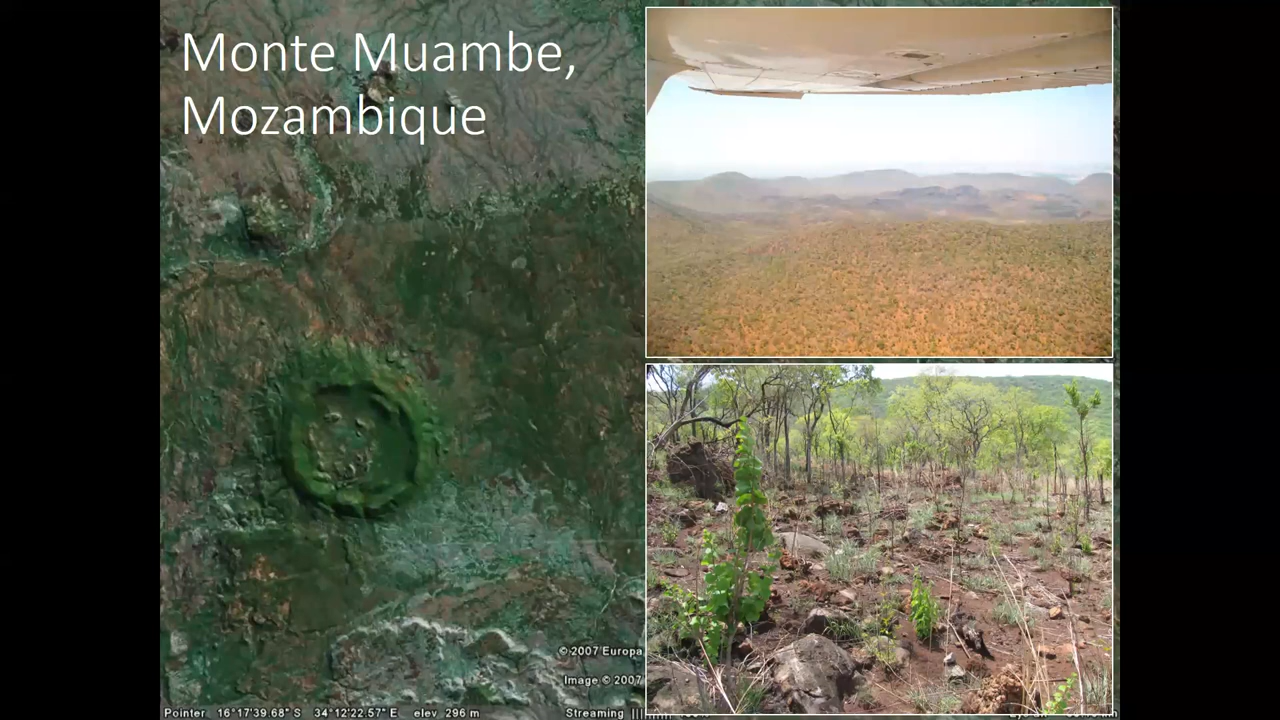 Monte Muambe,
Mozambique
© 2007 Europa
Image © 2007
Pointer 16°17'39.68" S 34°12'22.57" E elev 296 m Streaming